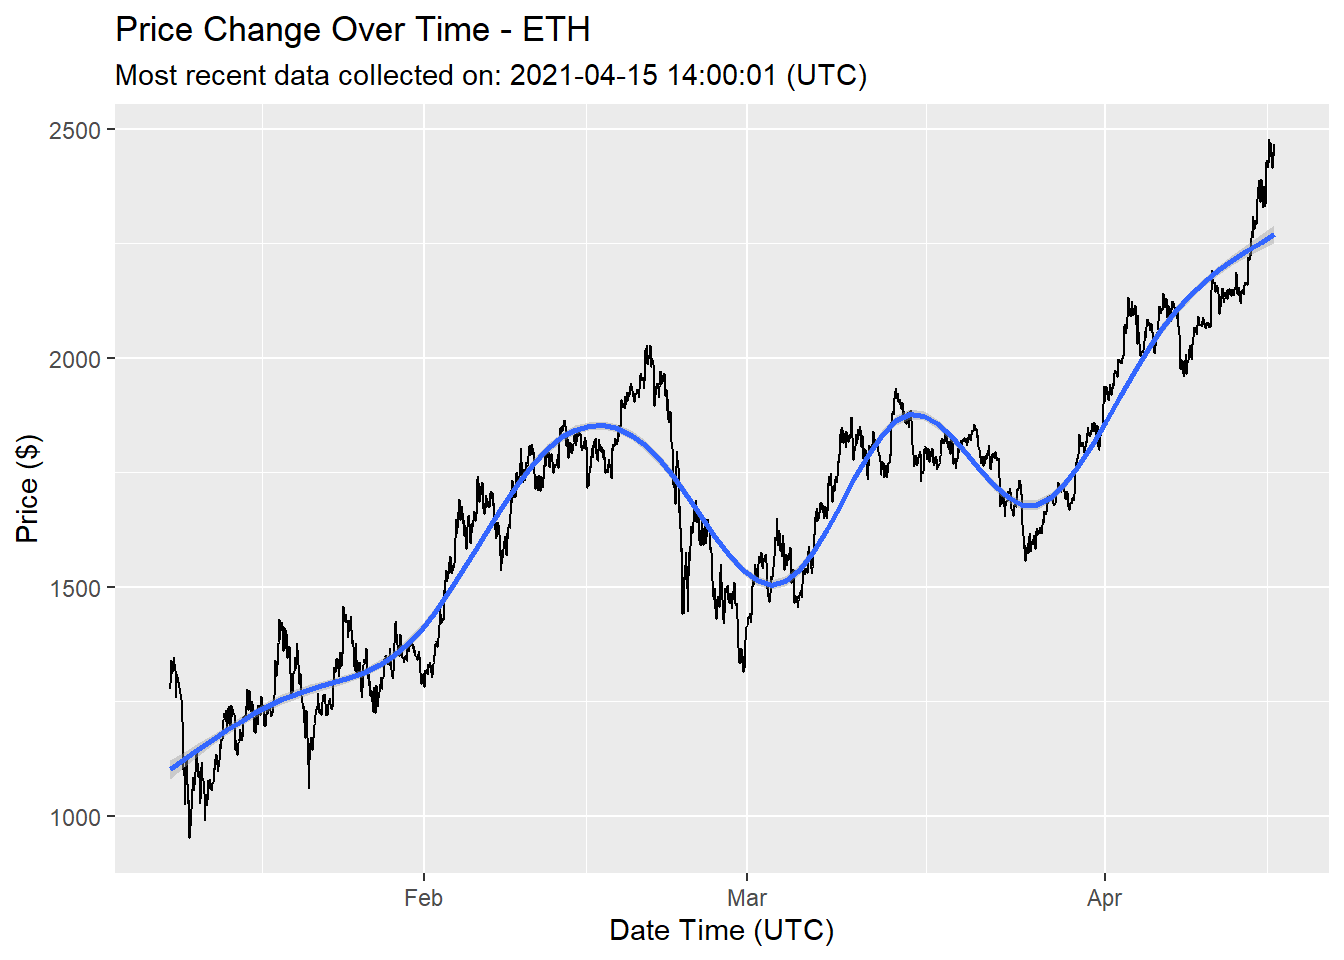 Price Change Over Time - ETH
Most recent data collected on: 2021-04-15 14:00:01 (UTC)
2500
2000
1500
1000
Price ($)
Feb Mar Apr
Date Time (UTC)